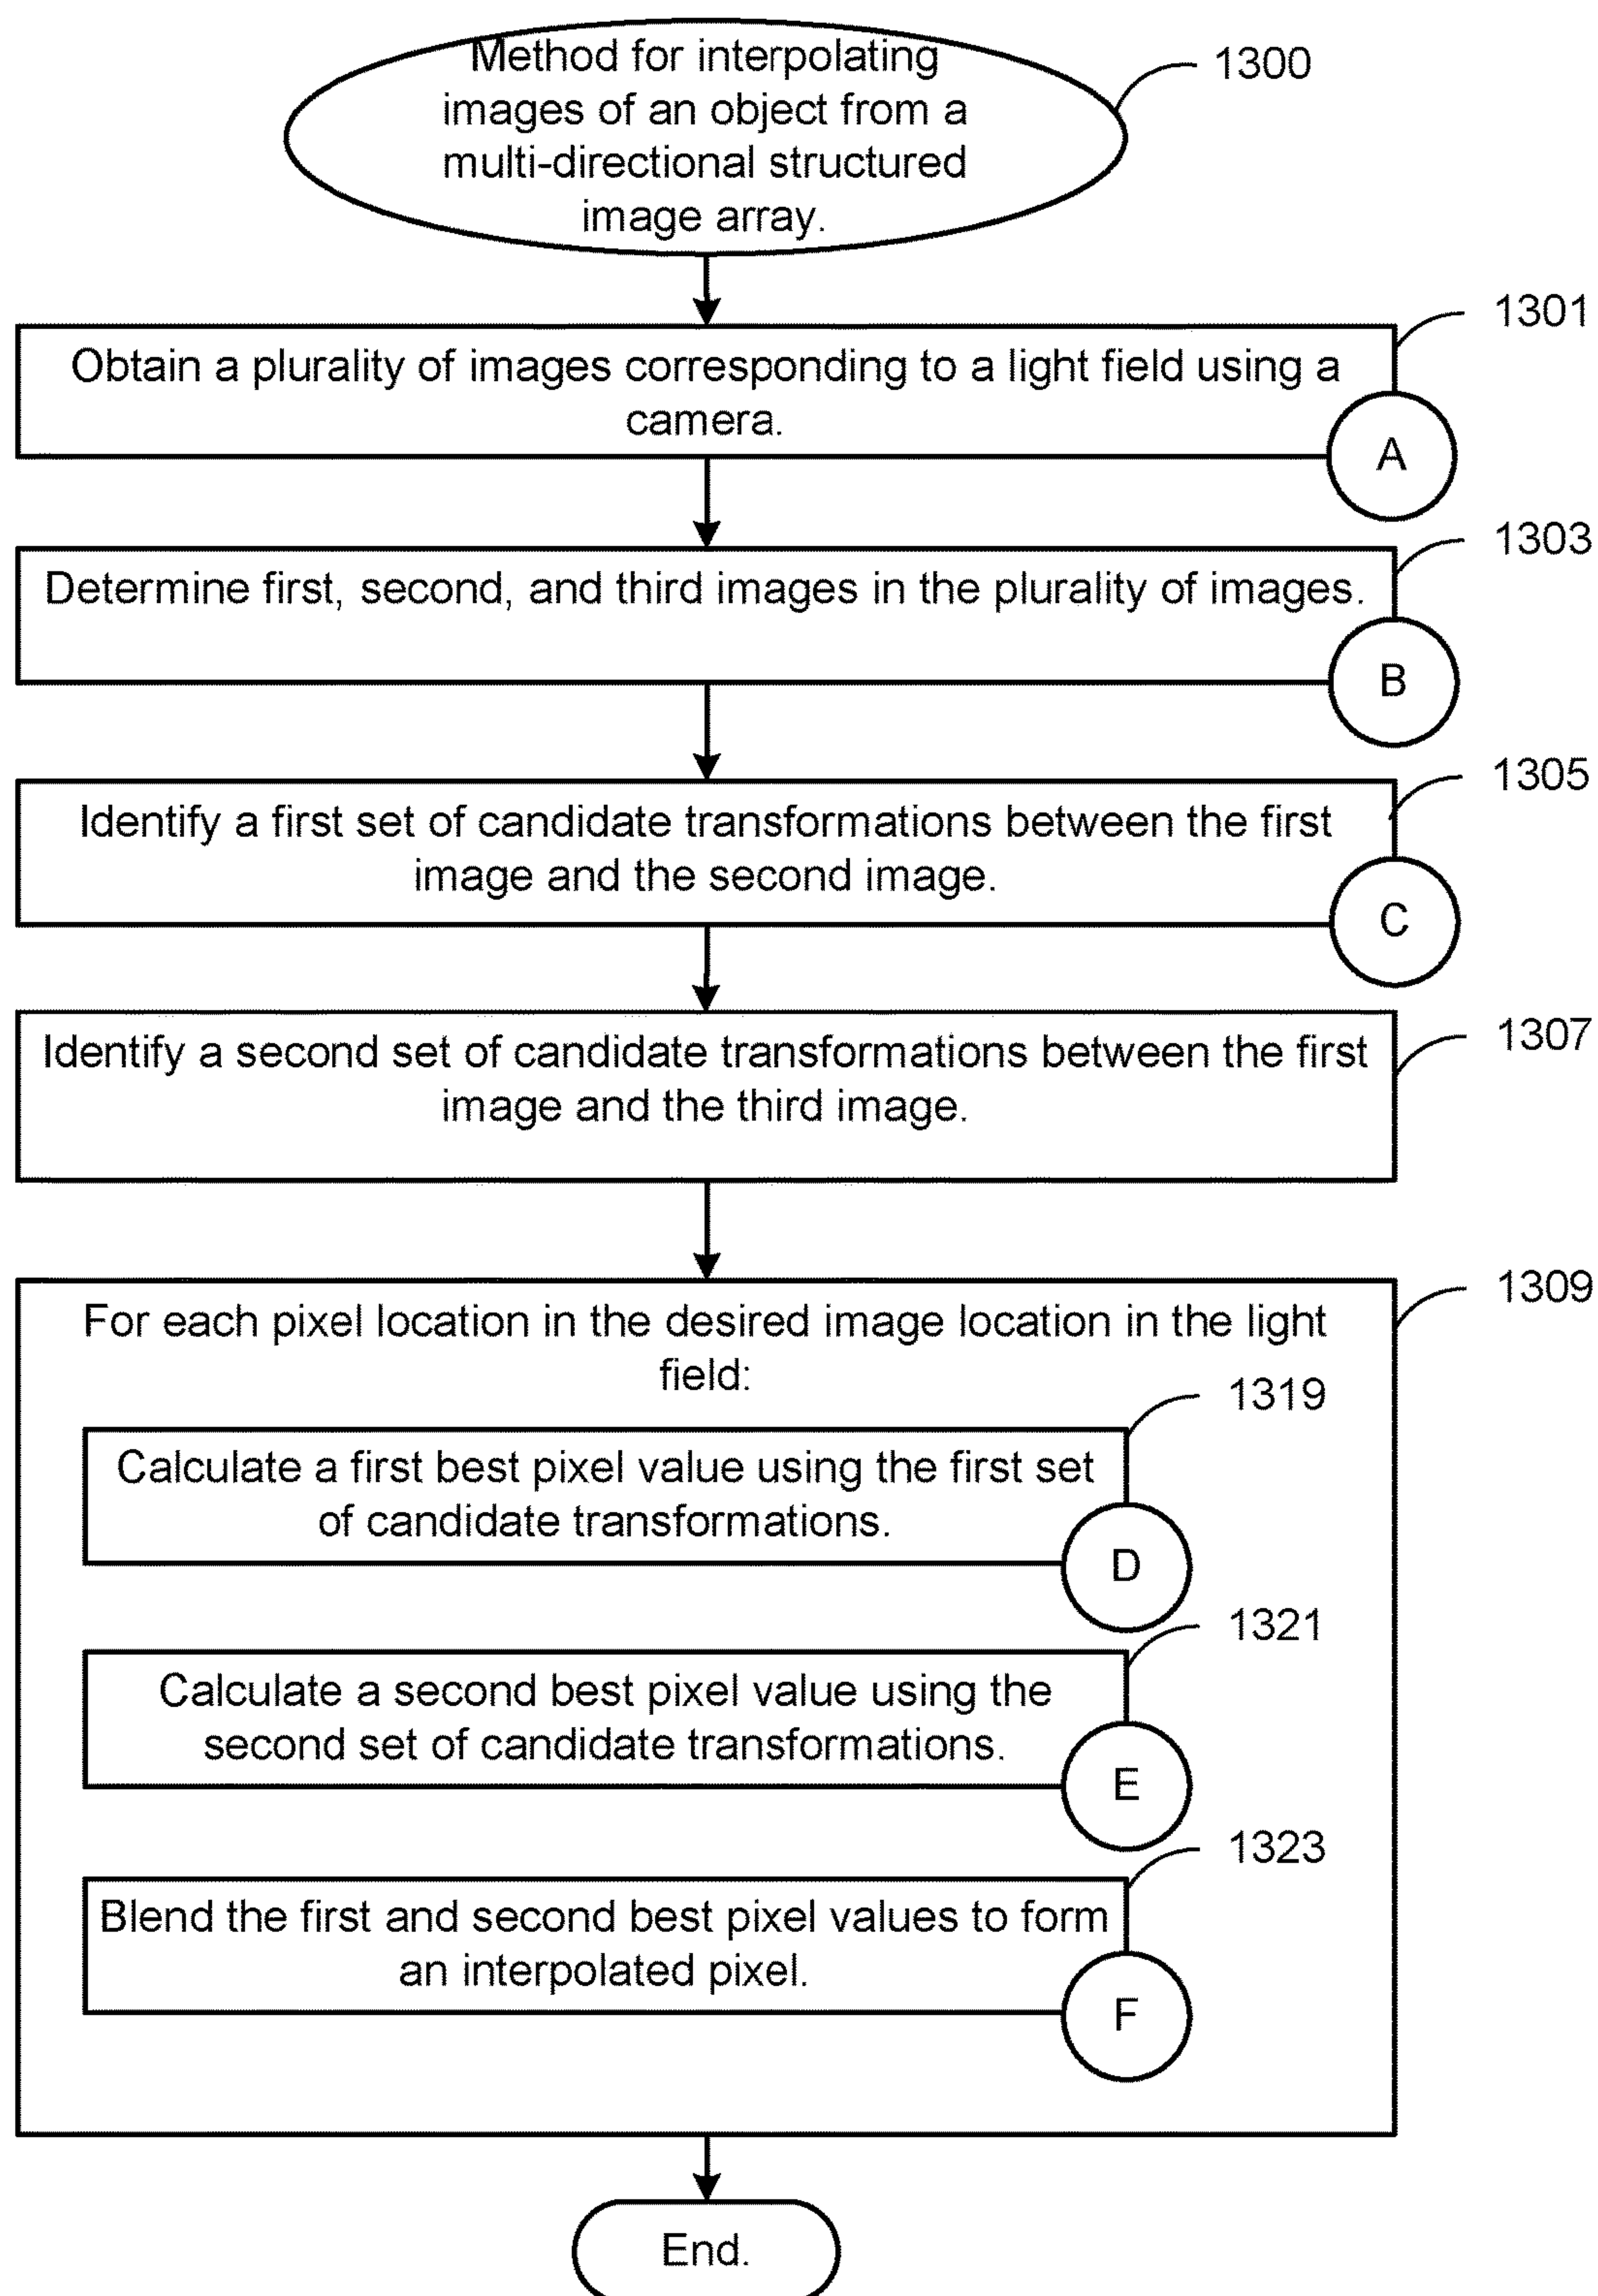 Method for interpolating
images of an object from a
multi-directional structured
image array.
1300
1301
Obtain a plurality of images corresponding to a light field using a
camera.
A
1303
Determine first, second, and third images in the plurality of images.
B
1305
Identify a first set of candidate transformations between the first
image and the second image.
C
1307
Identify a second set of candidate transformations between the first
image and the third image.
1309
For each pixel location in the desired image location in the light
field:
1319
Calculate a first best pixel value using the first set
of candidate transformations.
D
1321
Calculate a second best pixel value using the
second set of candidate transformations.
E
1323
Blend the first and second best pixel values to form
an interpolated pixel.
F
End.